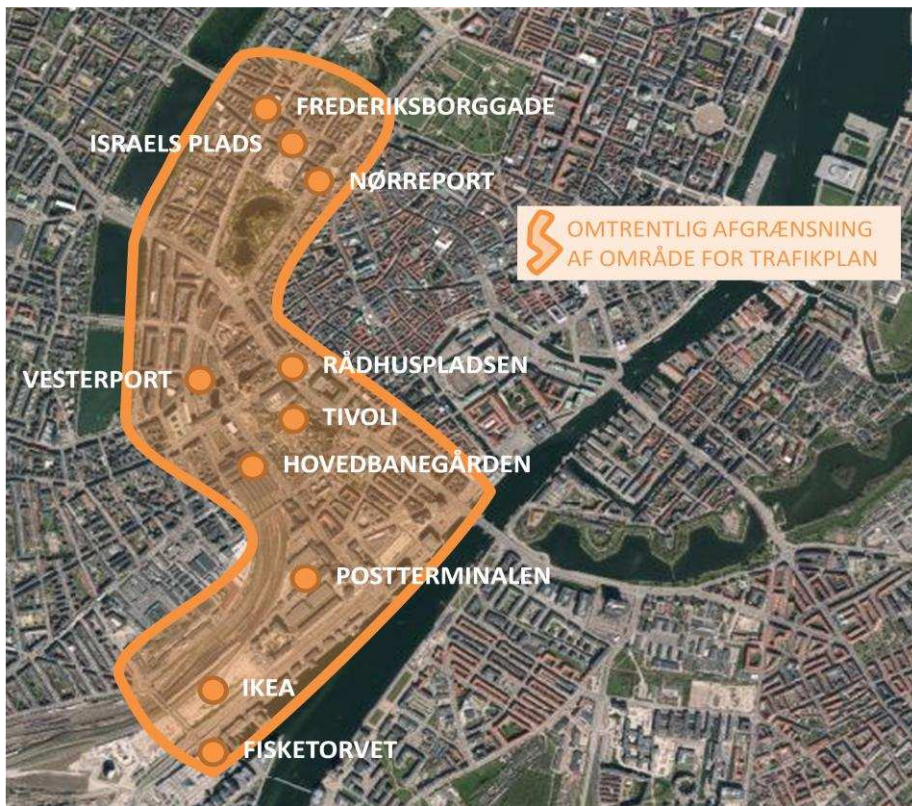 FREDERIKSBORGGADE
ISRAELS PLADS
NØRREPORT
OMTRENTLIG AFGRÆNSNING
AF OMRÅDE FOR TRAFIKPLAN
RÅDHUSPLADSEN
VESTERPORT
TIVOLI
HOVEDBANEGÅRDEN
POSTTERMINALEN
IKEA
FISKETORVET